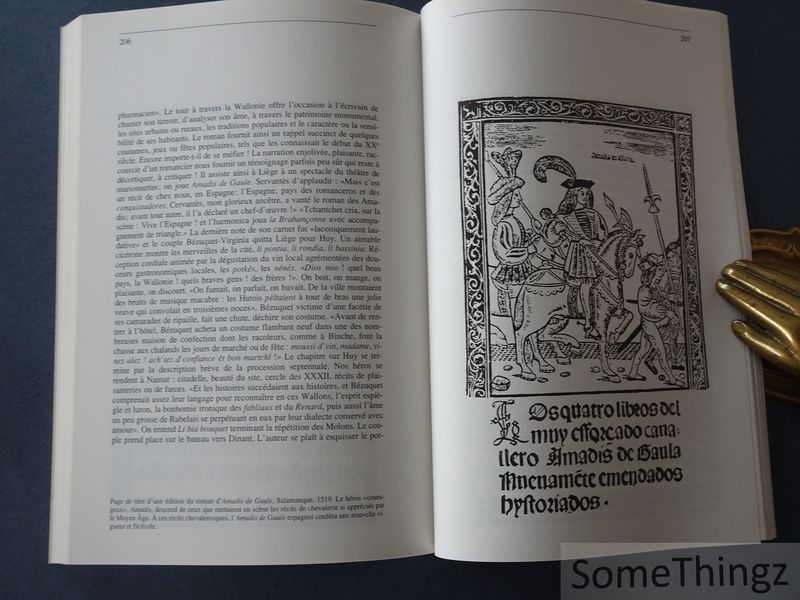 206
pharmacien». Le tour à travers la Wallonie offre l'occasion à l'écrivain de
chanter son terroir, d'analyser son âme, à travers le patrimoine monumental,
les sites urbains ou ruraux, les traditions populaires et le caractère ou la sensi-
bilité de ses habitants. Le roman fournit ainsi un rappel succinct de quelques
coutumes, jeux ou fêtes populaires, tels que les connaissait le début du XXe
siècle. Encore importe-t-il de se méfier ! La narration enjolivée, plaisante, rac-
courcie d'un romancier nous fournit un témoignage parfois peu sûr qui reste à
décortiquer, à critiquer ! Il assiste ainsi à Liège à un spectacle du théâtre de
marionnettes; on joue Amadis de Gaule. Servantès d'applaudir : «Mais c'est
un récit de chez nous, en Espagne; l'Espagne, pays des romanceros et des
conquastadores. Cervantès, mon glorieux ancêtre, a vanté le roman des Ama-
dis; avant tout autre, il l'a déclaré un chef-d'œuvre !» «Tchantchet cria, sur la
scène : Vive l'Espagne ! et l'harmonica joua la Brabançonne avec accompa-
gnement de triangle.» La dernière note de son carnet fut «laconiquement lau-
dative» et le couple Bézuquet-Virginia quitta Liège pour Huy. Un aimable
cicérone montre les merveilles de la cité, li pontia, li rondia, li bassinia. Ré-
ception cordiale animée par la dégustation du vin local agrémentées des dou-
ceurs gastronomiques locales, les potkès, les nénès. «Dios mio ! quel beau
pays, la Wallonie ! quels braves gens ! des frères !». On boit, on mange, on
plaisante, on discourt. «On fumait, on parlait, on buvait. De la ville montaient
des bruits de musique macabre : les Hutois pèltaient à tour de bras une jolie
veuve qui convolait en troisièmes noces». Bézuquet victime d'une facétie de
ses camarades de ripaille, fait une chute, déchire son costume. «Avant de ren-
trer à l'hôtel, Bézuquet acheta un costume flambant neuf dans une des nom-
breuses maison de confection dont les racoleurs, comme à Binche, font la
chasse aux chalands les jours de marché ou de fête : moussi d' vin, madame, vi-
nez alez ! ach'tez d'confiance èt bon martchi !» Le chapitre sur Huy se ter-
mine par la description brève de la procession septennale. Nos héros se
rendent à Namur : citadelle, beauté du site, cercle des XXXXII, récits de plai-
santeries ou de farces. «Et les histoires succédaient aux histoires, et Bézuquet
comprenait assez leur langage pour reconnaître en ces Wallons, l'esprit espiè-
gle et luron, la bonhomie ironique des fabliaux et du Renard, puis aussi l'âme
un peu grosse de Rabelais se perpétuant en eux par leur dialecte conservé avec
amour». On entend Li bia bouquet terminant la répétition des Molons. Le cou-
ple prend place sur le bateau vers Dinant. L'auteur se plaît à esquisser le por-
Page de titre d'une édition du roman d'Amadis de Gaule, Salamanque, 1519. Le héros «coura-
geux», Amadis, descend de ceux que mettaient en scène les récits de chevalerie si appréciés par
le Moyen Âge. A ces récits chevaleresques, l'Amadis de Gaule espagnol conféra une nouvelle vi-
gueur et fit école.
207
Los quatro libros del
muy esforçado caua-
llero Amadis de Gaula
Nueuamẽte emendados
hystoriados.
SomeThingz